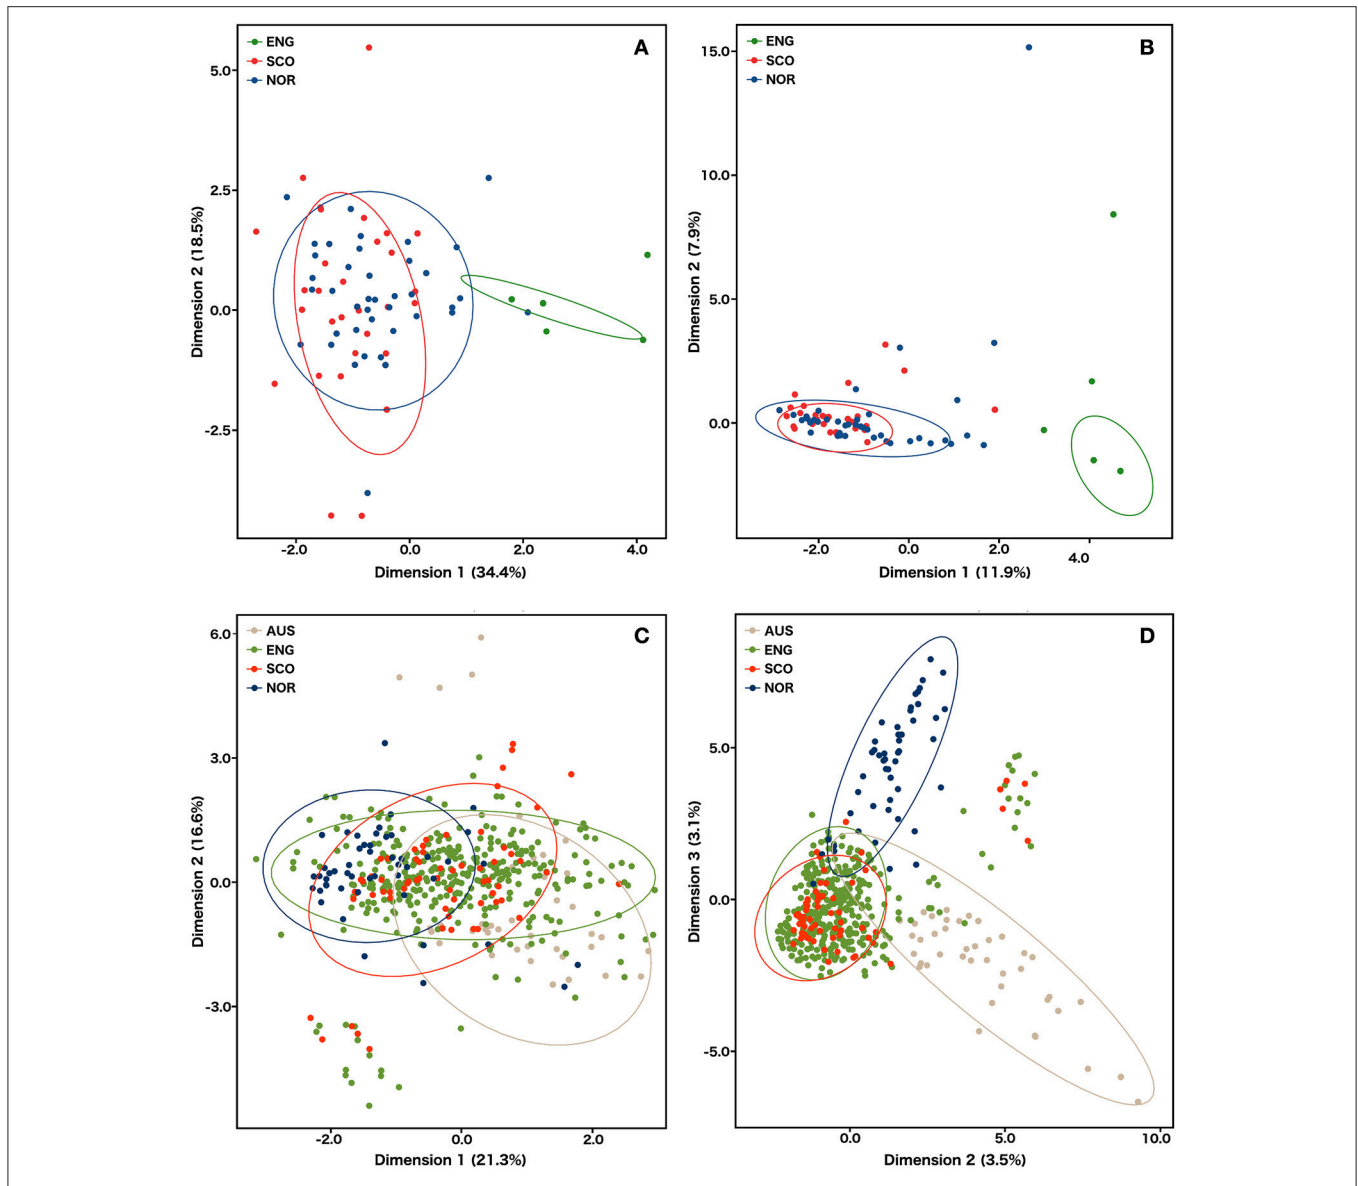 ENG
SCO
NOR
A
5.0
2.5
0.0
-2.5
-2.0
0.0
2.0
4.0
Dimension 2 (18.5%)
Dimension 1 (34.4%)
ENG
SCO
NOR
B
15.0
10.0
5.0
0.0
-2.0
0.0
2.0
4.0
Dimension 2 (7.9%)
Dimension 1 (11.9%)
AUS
ENG
SCO
NOR
C
6.0
3.0
0.0
-3.0
-2.0
0.0
2.0
Dimension 2 (16.6%)
Dimension 1 (21.3%)
AUS
ENG
SCO
NOR
D
5.0
0.0
-5.0
0.0
5.0
10.0
Dimension 3 (3.1%)
Dimension 2 (3.5%)